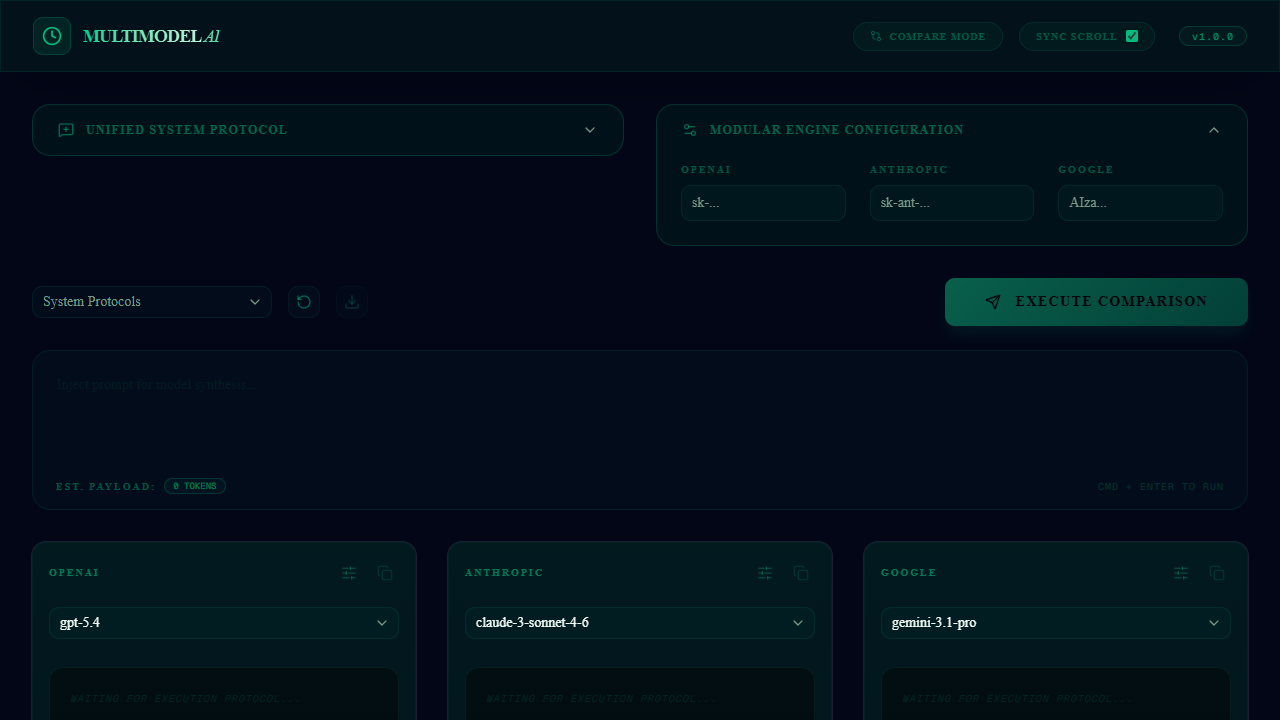 MULTIMODEL AI
COMPARE MODE
SYNC SCROLL
v1.0.0
UNIFIED SYSTEM PROTOCOL
MODULAR ENGINE CONFIGURATION
OPENAI
ANTHROPIC
GOOGLE
sk-...
sk-ant-...
AIza...
System Protocols
EXECUTE COMPARISON
Inject prompt for model synthesis...
EST. PAYLOAD:
0 TOKENS
CMD + ENTER TO RUN
OPENAI
ANTHROPIC
GOOGLE
gpt-5.4
claude-3-sonnet-4-6
gemini-3.1-pro
WAITING FOR EXECUTION PROTOCOL...
WAITING FOR EXECUTION PROTOCOL...
WAITING FOR EXECUTION PROTOCOL...